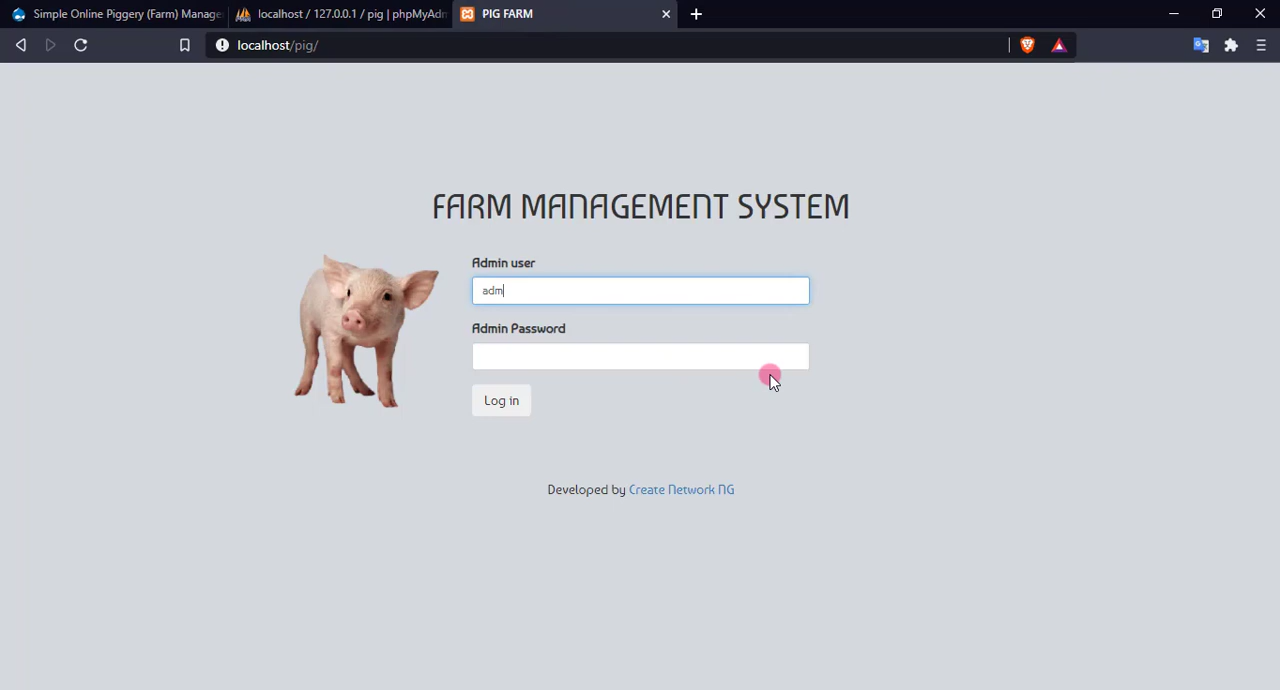 Simple Online Piggery (Farm) Manage
localhost / 127.0.0.1 / pig | phpMyAdm
PIG FARM
localhost/pig/
FARM MANAGEMENT SYSTEM
Admin user
adm
Admin Password
Log in
Developed by Create Network NG